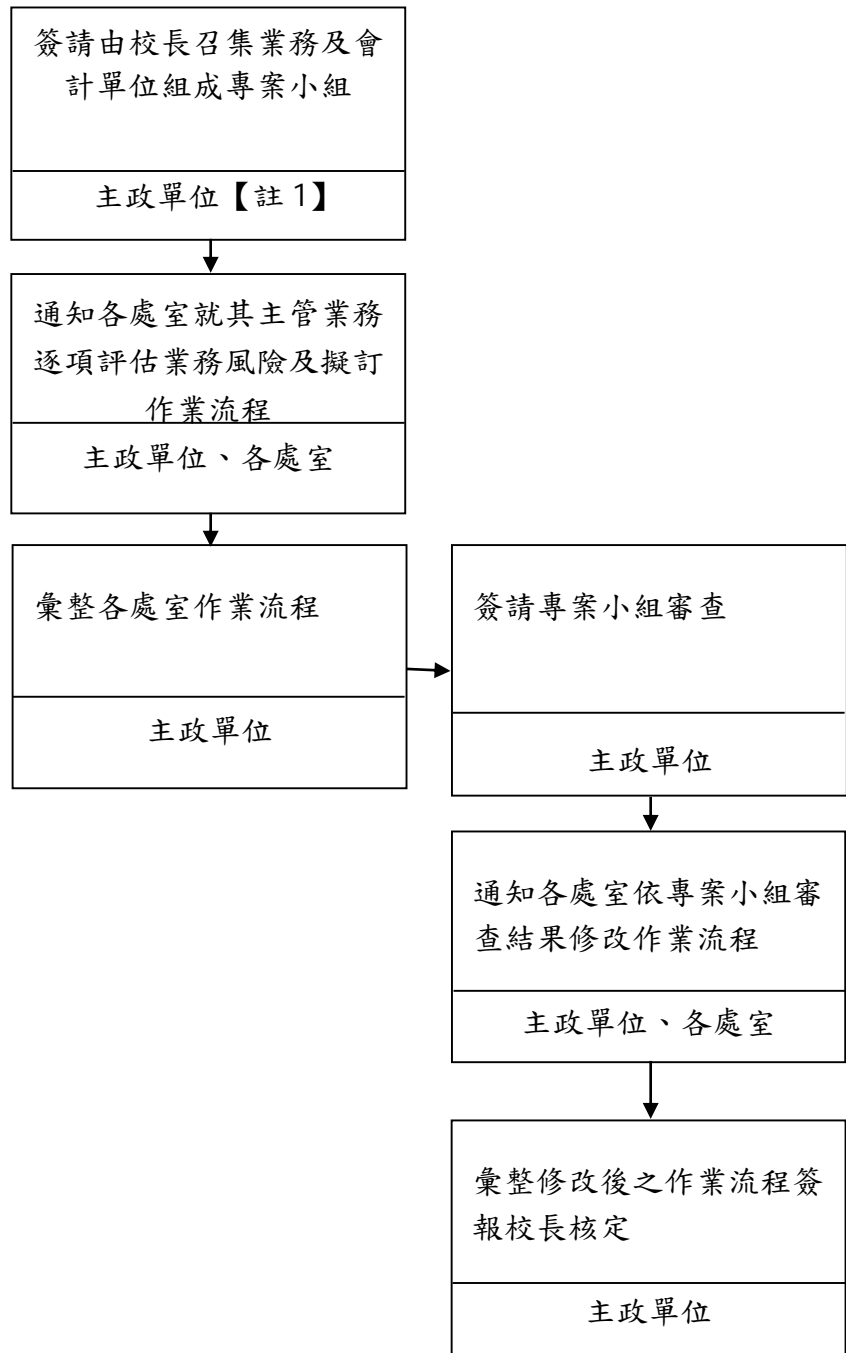 簽請由校長召集業務及會
計單位組成專案小組
主政單位【註1】
通知各處室就其主管業務
逐項評估業務風險及擬訂
作業流程
主政單位、各處室
彙整各處室作業流程
主政單位
簽請專案小組審查
主政單位
通知各處室依專案小組審
查結果修改作業流程
主政單位、各處室
彙整修改後之作業流程簽
報校長核定
主政單位